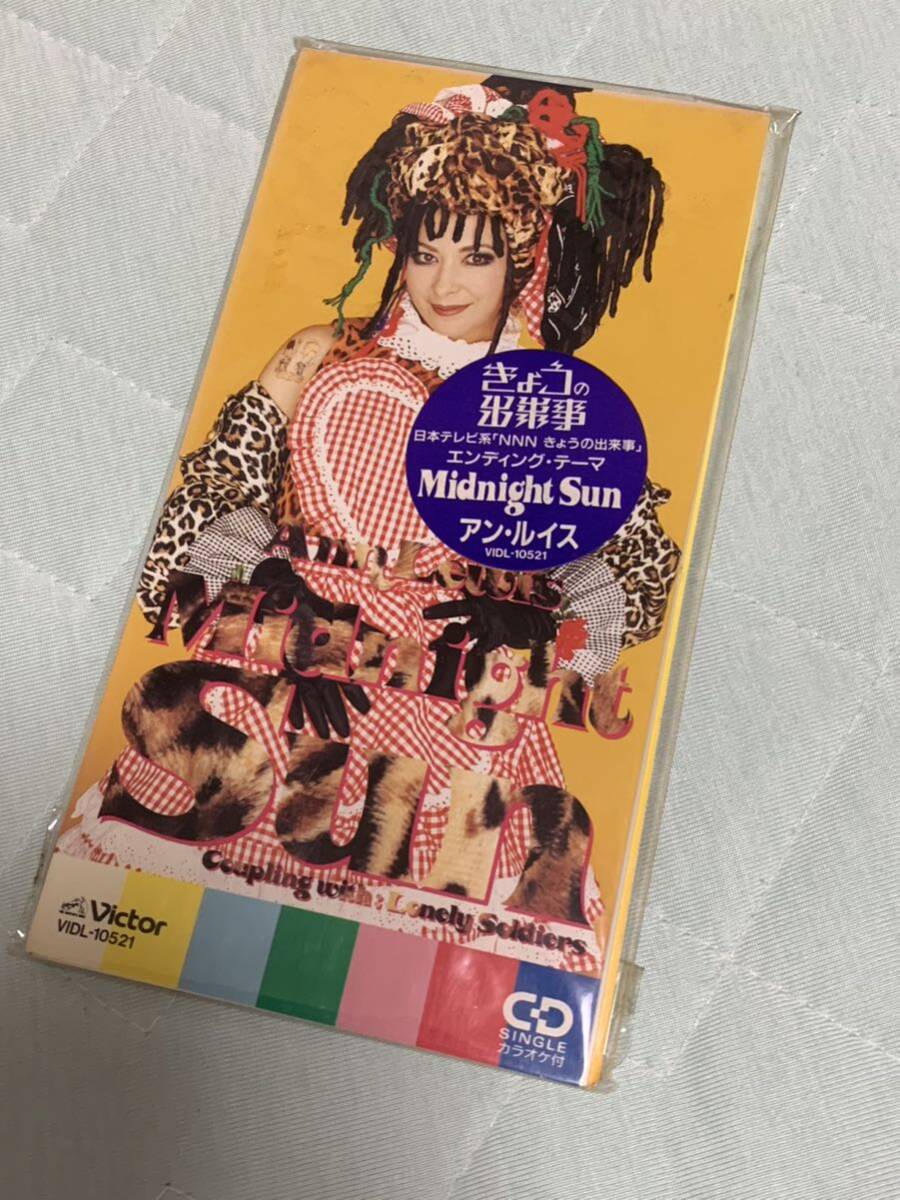 きょうの
出来事
日本テレビ系「NNN きょうの出来事」
エンディング・テーマ
Midnight Sun
アン・ルイス
VIDL-10521
Ann Lewis
Midnight
Sun
Coupling with : Lonely Soldiers
Victor
VIDL-10521
CD
SINGLE
カラオケ付